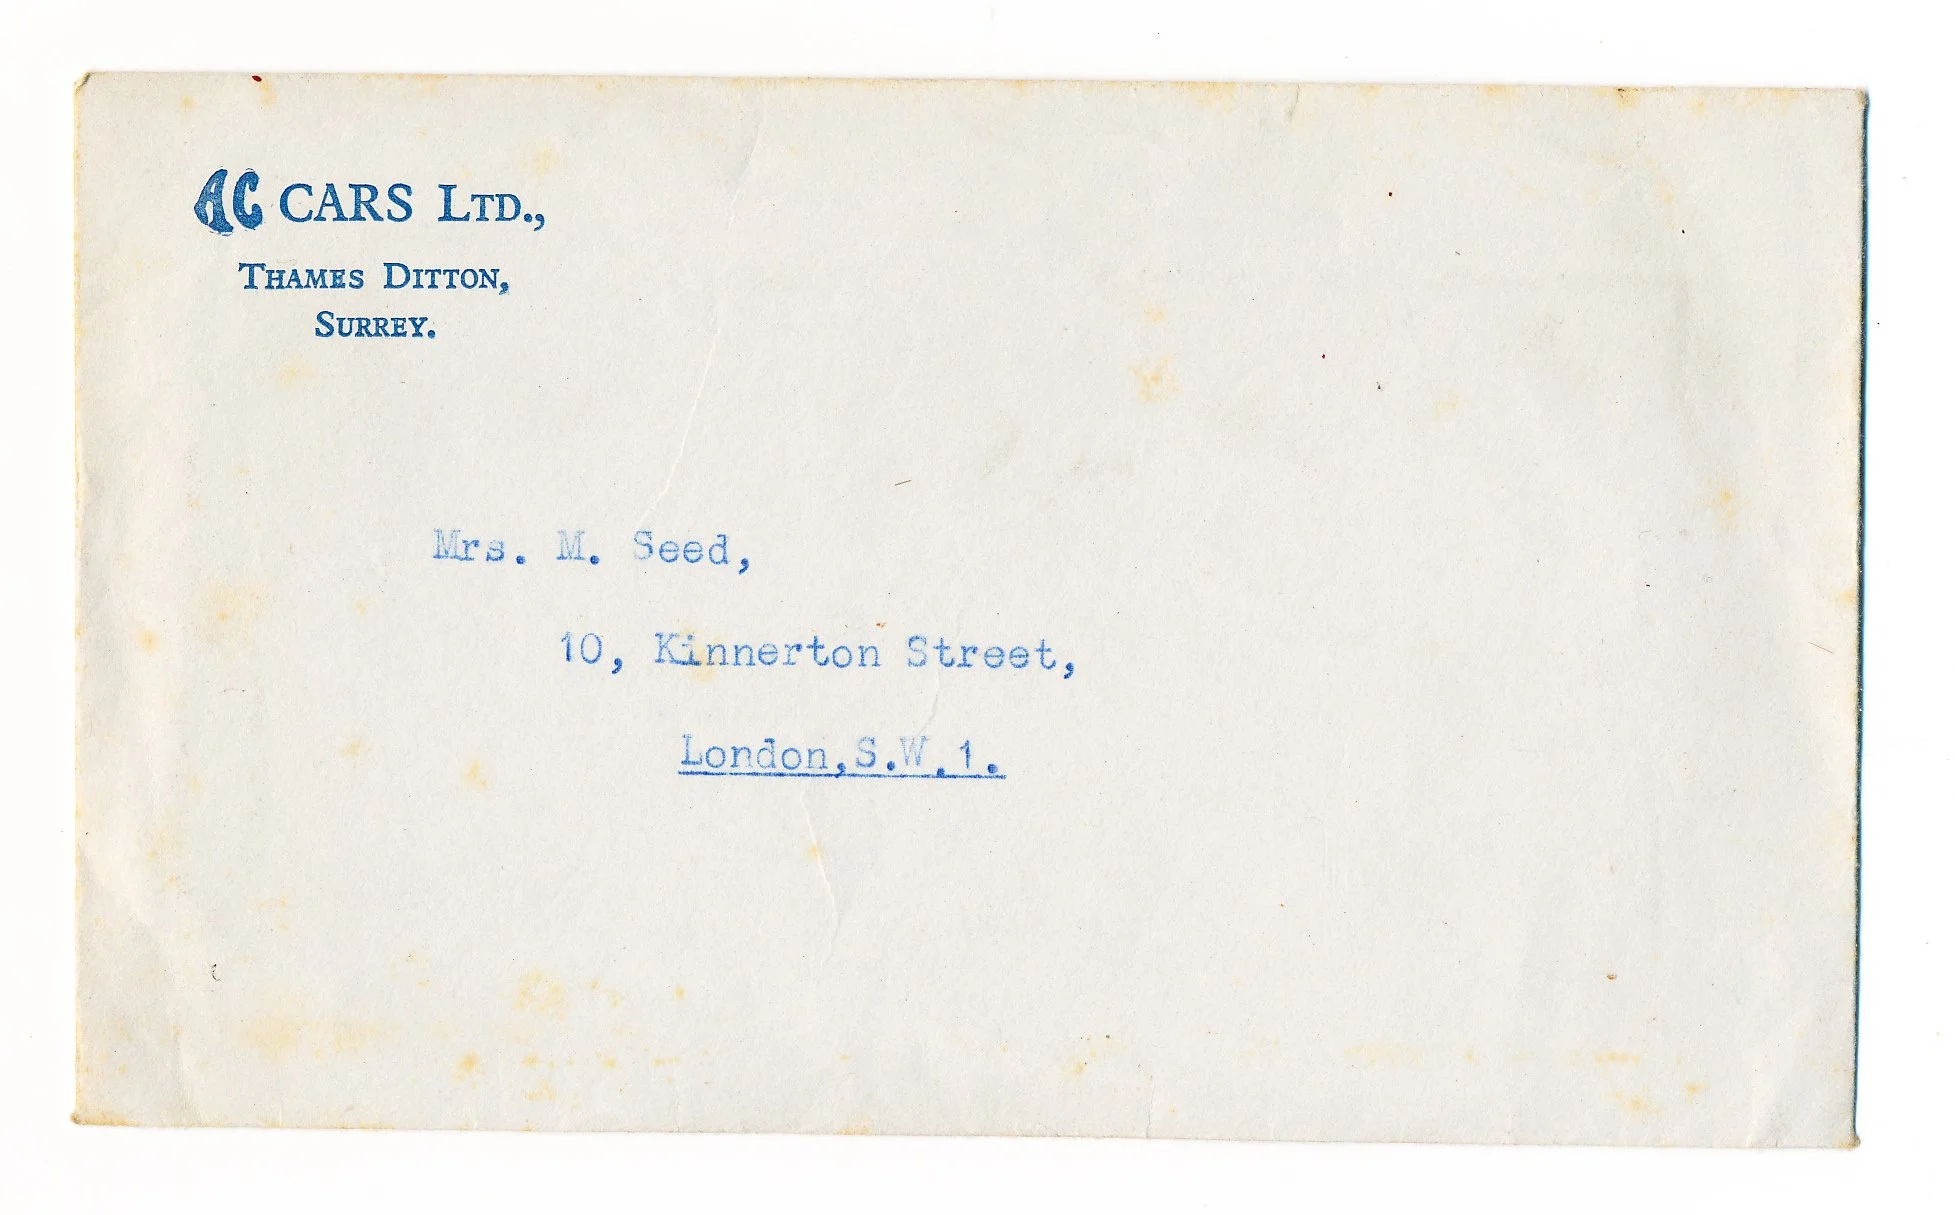 AC CARS LTD.,
THAMES DITTON,
SURREY.
Mrs. M. Seed,
10, Kinnerton Street,
London,S.W.1.